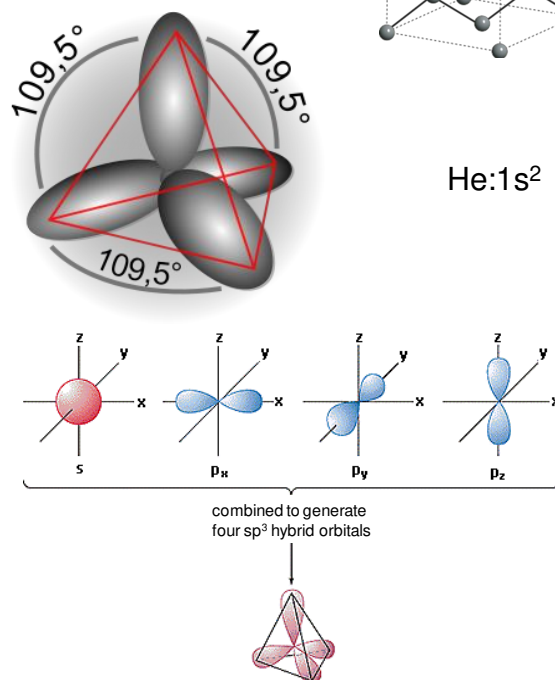 109,5°
109,5°
He:1s²
109,5°
z
y
x
s
z
y
x
pₓ
z
y
x
p_y
z
y
x
p_z
combined to generate
four sp³ hybrid orbitals